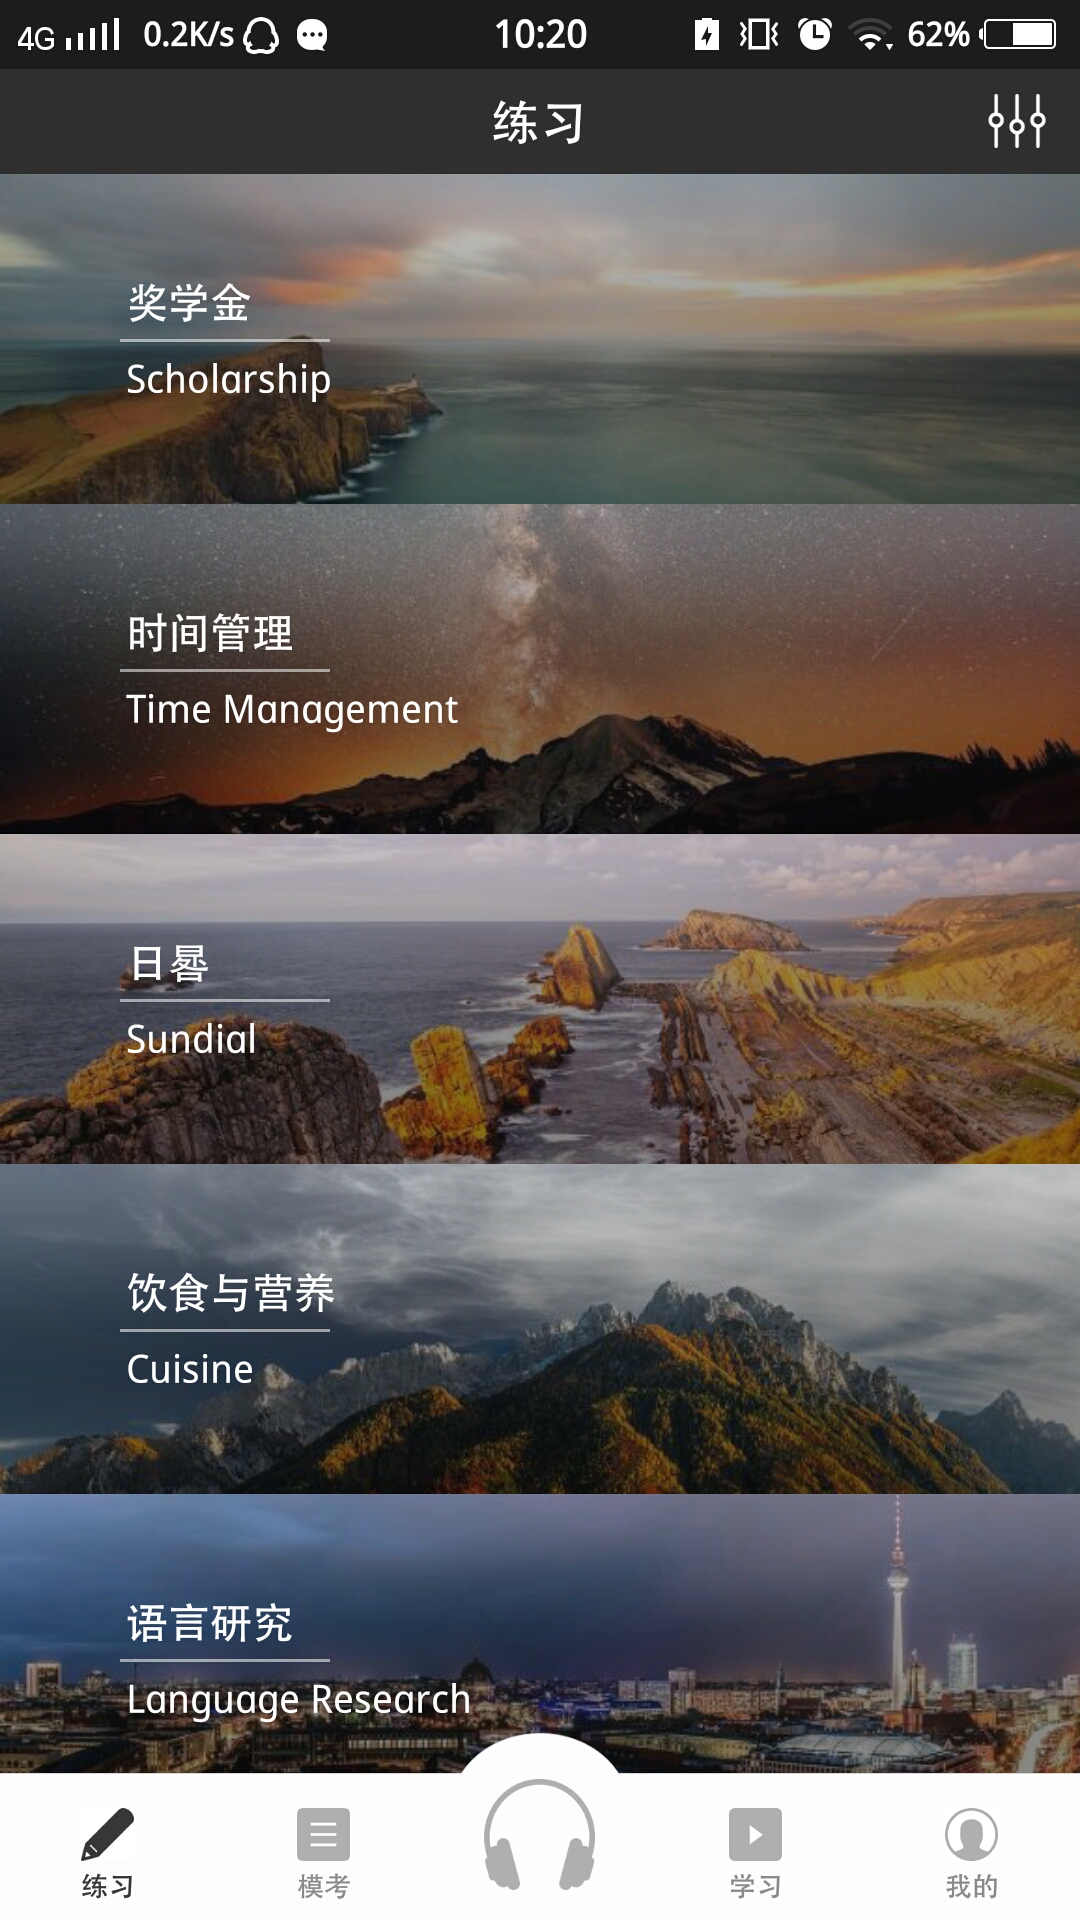 4G 0.2K/s 10:20 62%
练习
奖学金
Scholarship
时间管理
Time Management
日晷
Sundial
饮食与营养
Cuisine
语言研究
Language Research
练习 模考 学习 我的